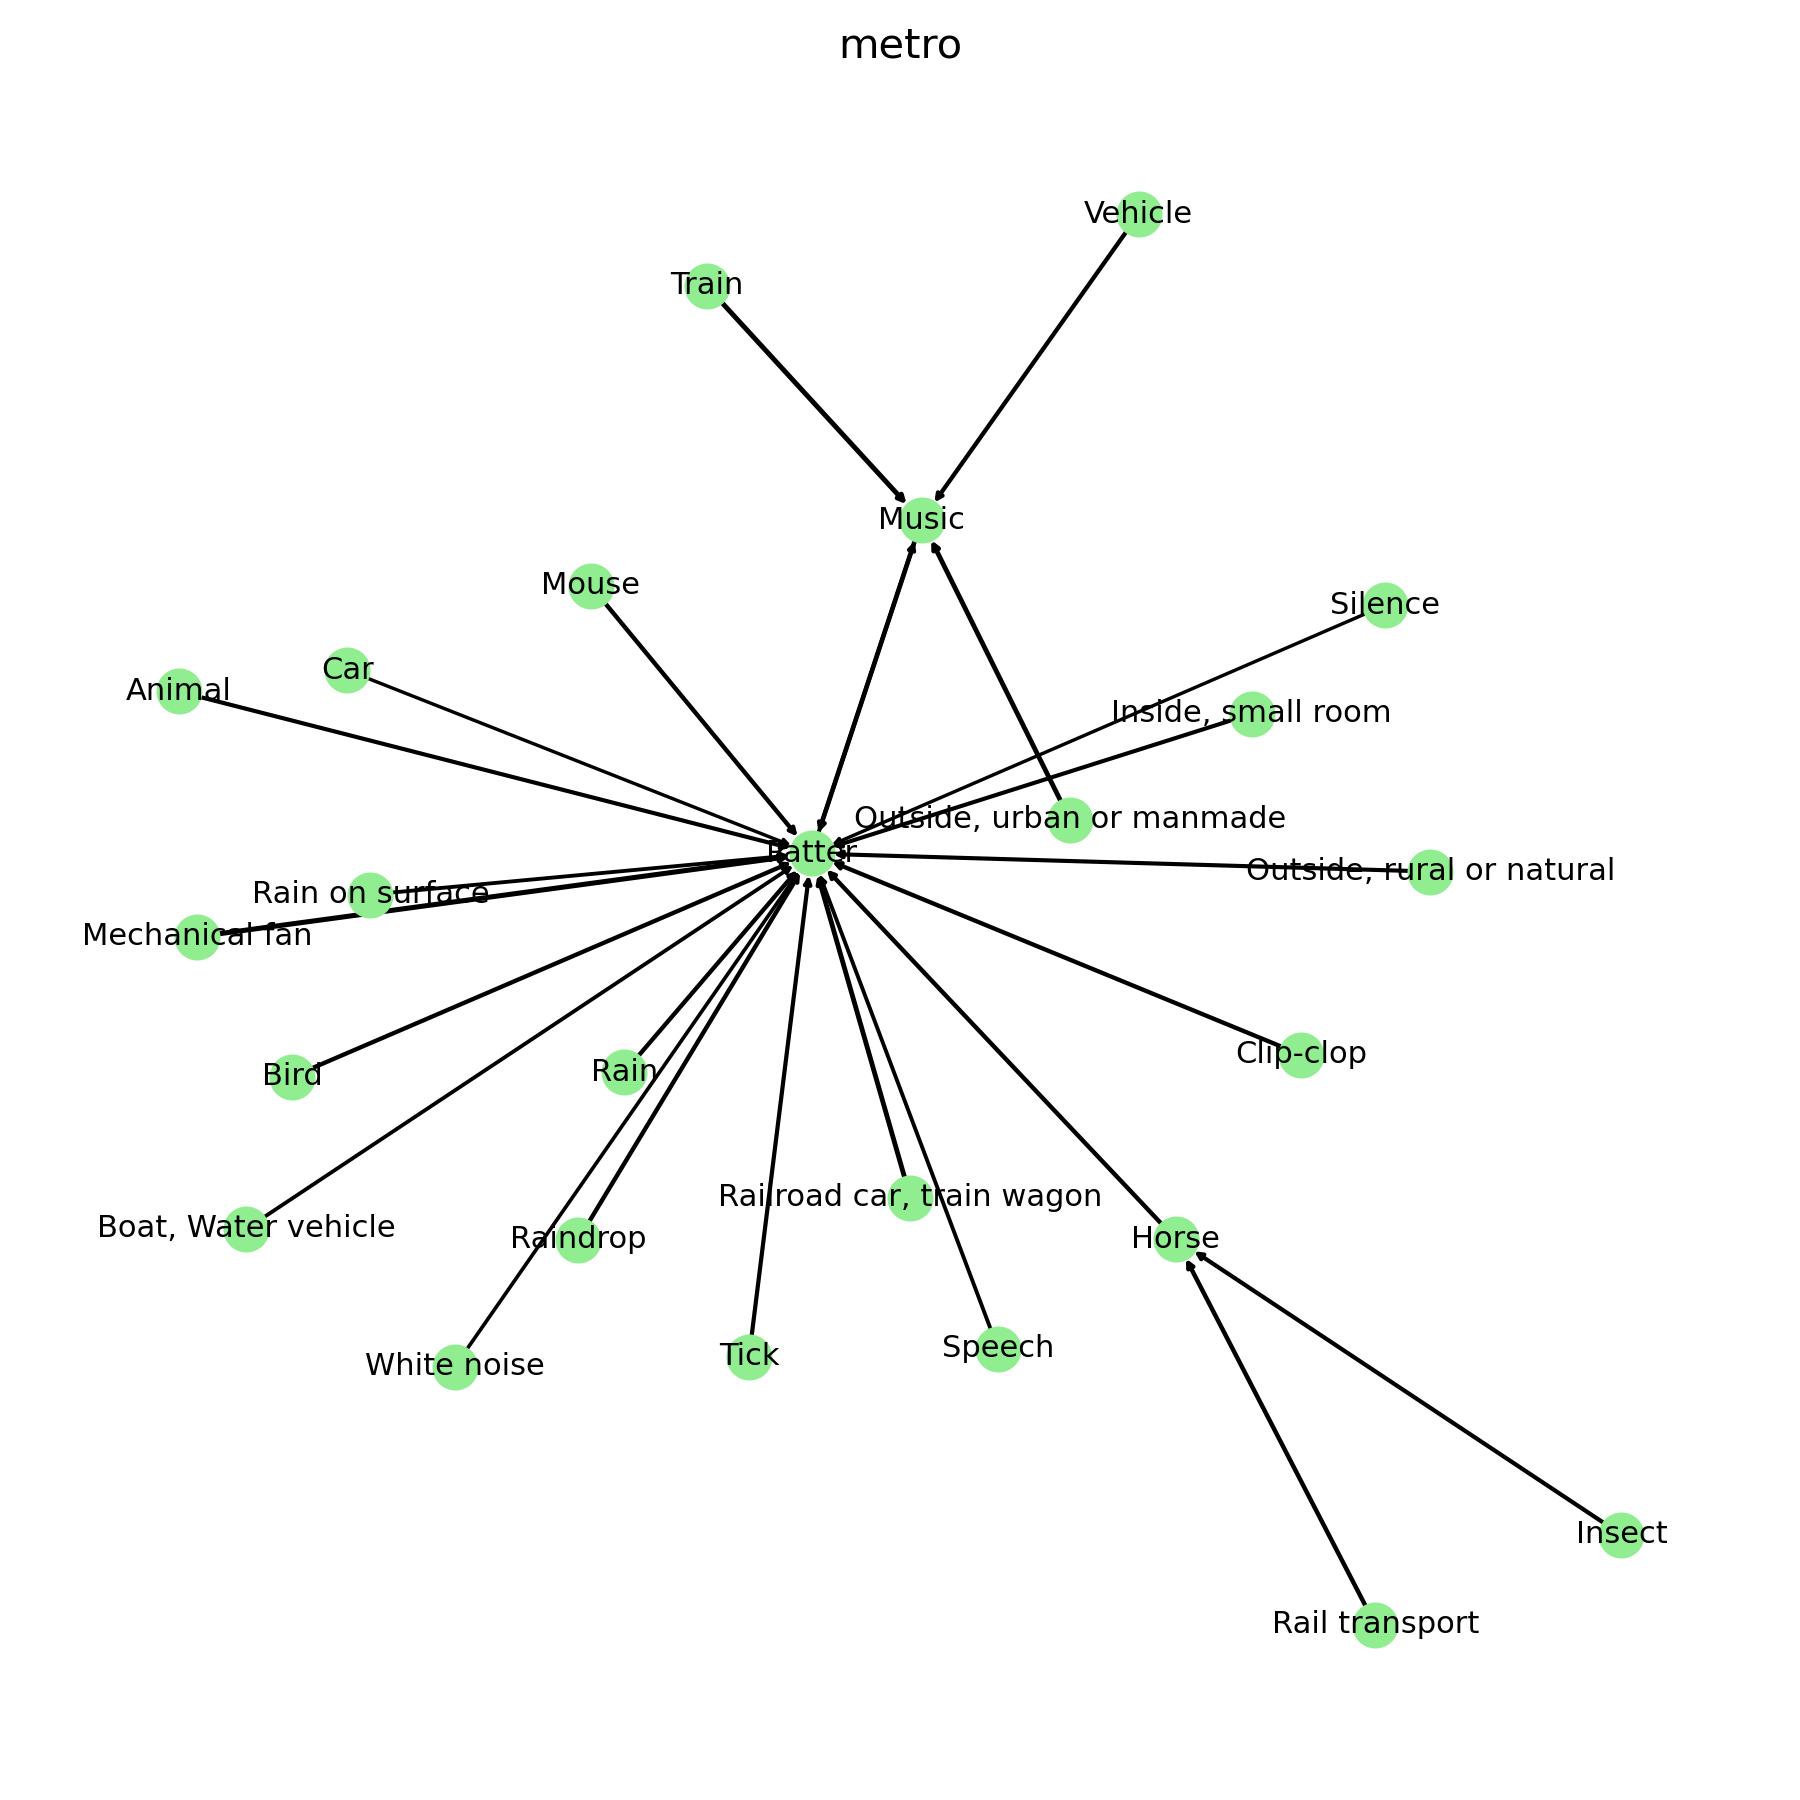 metro
Vehicle
Train
Music
Mouse
Silence
Car
Animal
Inside, small room
Outside, urban or manmade
Patter
Outside, rural or natural
Rain on surface
Mechanical fan
Clip-clop
Rain
Bird
Railroad car, train wagon
Boat, Water vehicle
Raindrop
Horse
Speech
Tick
White noise
Insect
Rail transport